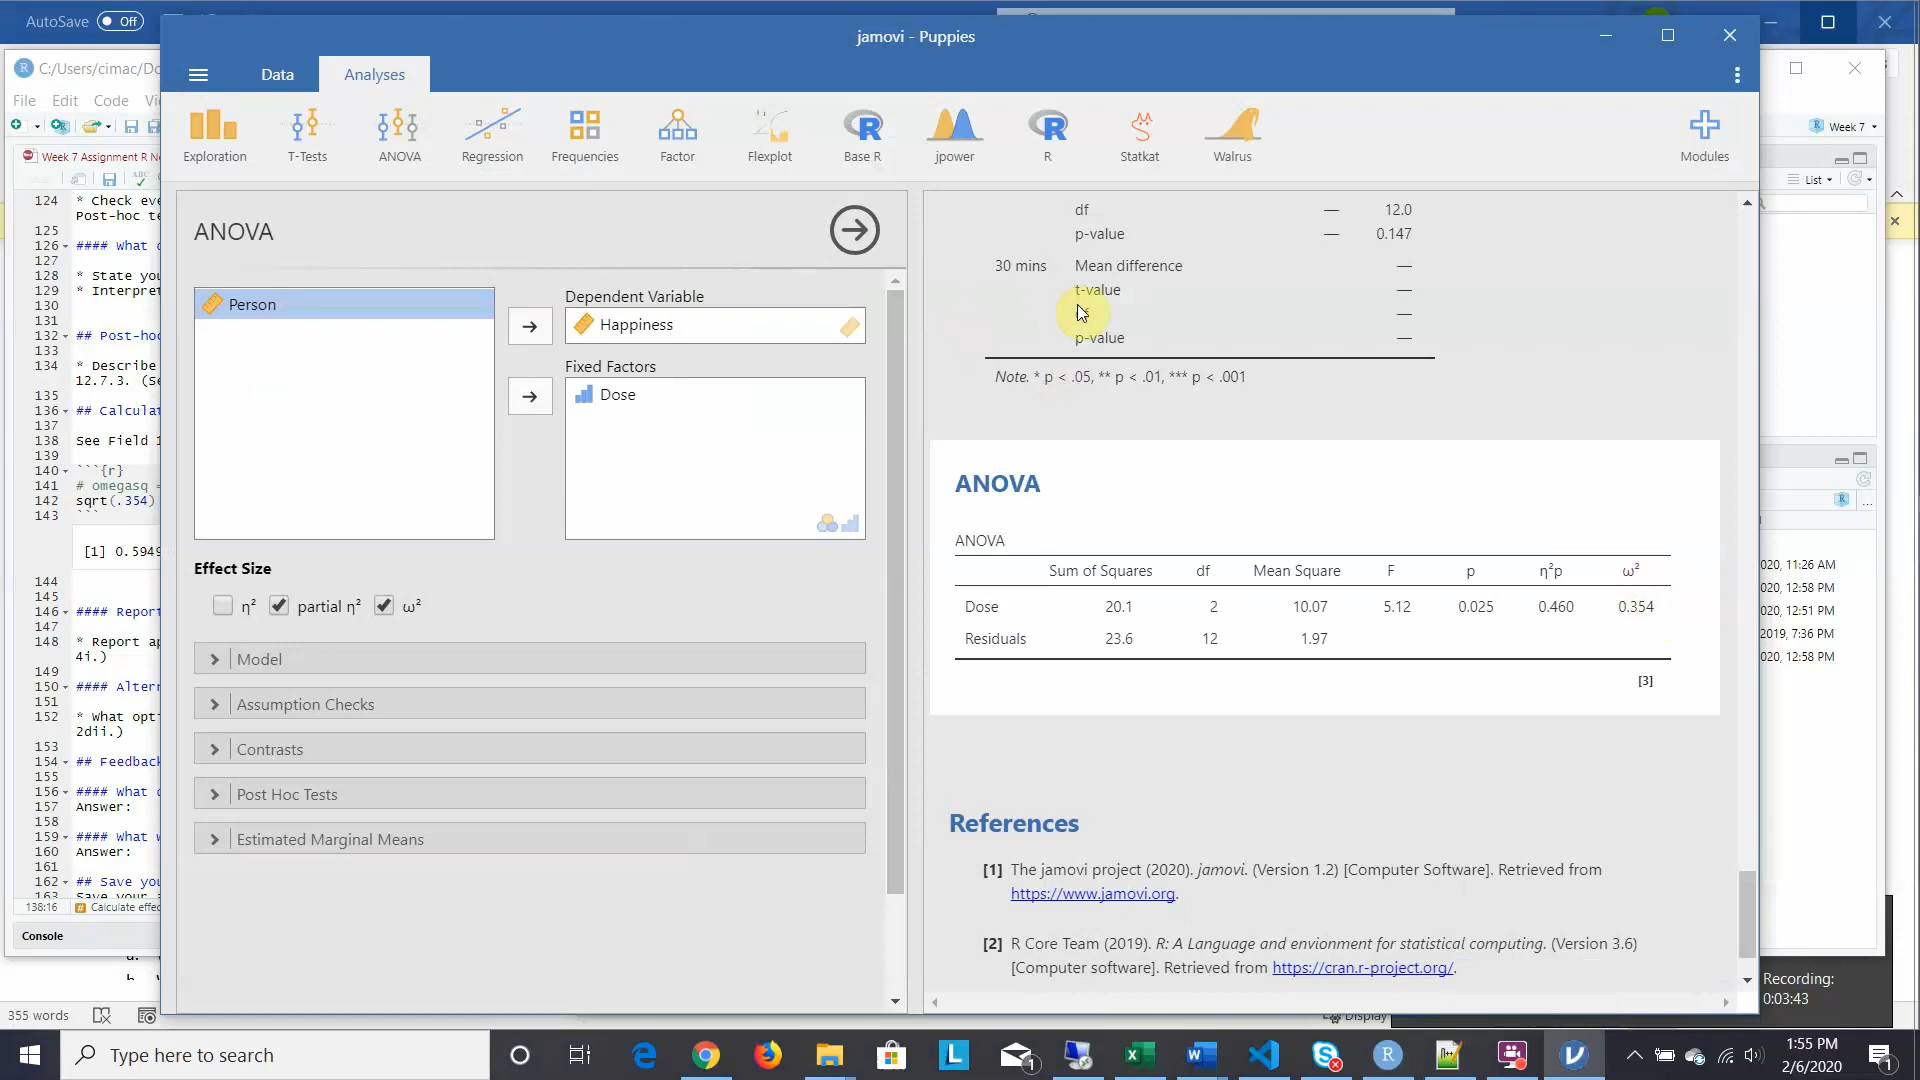 AutoSave Off
jamovi - Puppies
C:/Users/cimac/Do
File Edit Code Vi
Week 7
Week 7 Assignment R No
List
Data Analyses
Exploration T-Tests ANOVA Regression Frequencies Factor Flexplot Base R jpower R Statkat Walrus Modules
124 * Check eve
Post-hoc te
125
126 #### What c
127
128 * State you
129 * Interpret
130
131
132 ## Post-hoc
133
134 * Describe
12.7.3. (Se
135
136 ## Calculat
137
138 See Field 1
139
140 ```{r}
141 # omegasq =
142 sqrt(.354)
143 ```
[1] 0.5949
144
145
146 #### Report
147
148 * Report ap
4i.)
149
150 #### Altern
151
152 * What opti
2dii.)
153
154 ## Feedback
155
156 #### What c
157 Answer:
158
159 #### What w
160 Answer:
161
162 ## Save you
163
138:16 Calculate effec
Console
355 words
ANOVA
Person
Dependent Variable
Happiness
Fixed Factors
Dose
Effect Size
η² partial η² ω²
Model
Assumption Checks
Contrasts
Post Hoc Tests
Estimated Marginal Means
df — 12.0
p-value — 0.147
30 mins Mean difference —
t-value —
—
p-value —
Note. * p < .05, ** p < .01, *** p < .001
ANOVA
ANOVA
Sum of Squares df Mean Square F p η²p ω²
Dose 20.1 2 10.07 5.12 0.025 0.460 0.354
Residuals 23.6 12 1.97
[3]
References
[1] The jamovi project (2020). jamovi. (Version 1.2) [Computer Software]. Retrieved from
https://www.jamovi.org.
[2] R Core Team (2019). R: A Language and envionment for statistical computing. (Version 3.6)
[Computer software]. Retrieved from https://cran.r-project.org/.
020, 11:26 AM
020, 12:58 PM
020, 12:51 PM
2019, 7:36 PM
020, 12:58 PM
Recording:
0:03:43
Display
Type here to search
1:55 PM
2/6/2020